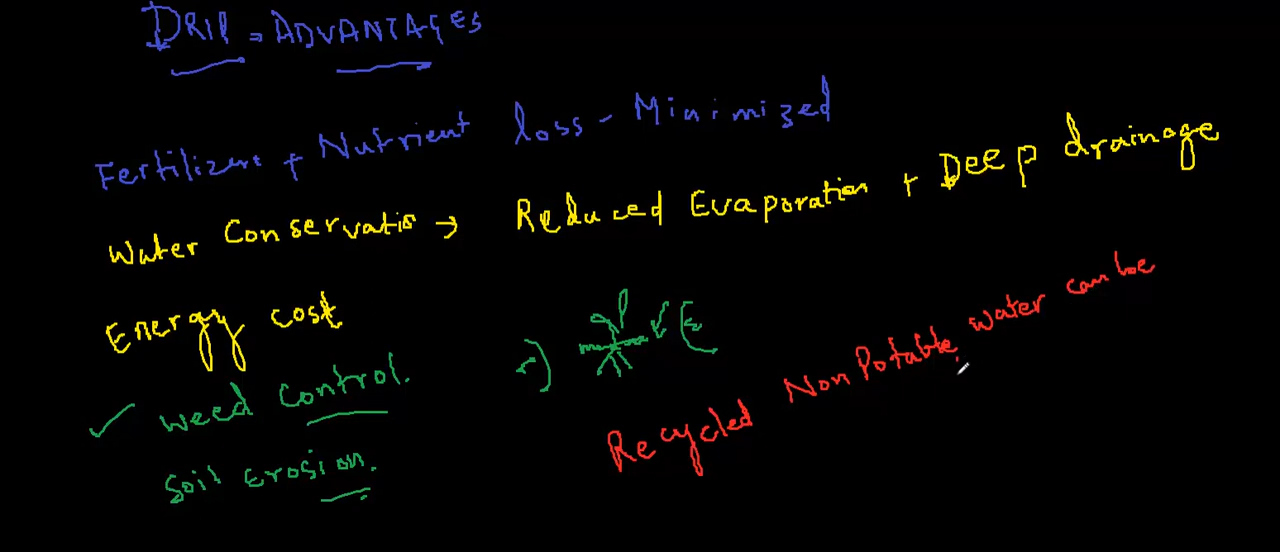 DRIP = ADVANTAGES
Fertilizer + Nutrient loss - Minimized
Water Conservatio → Reduced Evaporation + Deep drainage
Energy cost
✓ Weed Control.
Soil Erosion.
Recycled Non Potable water can be